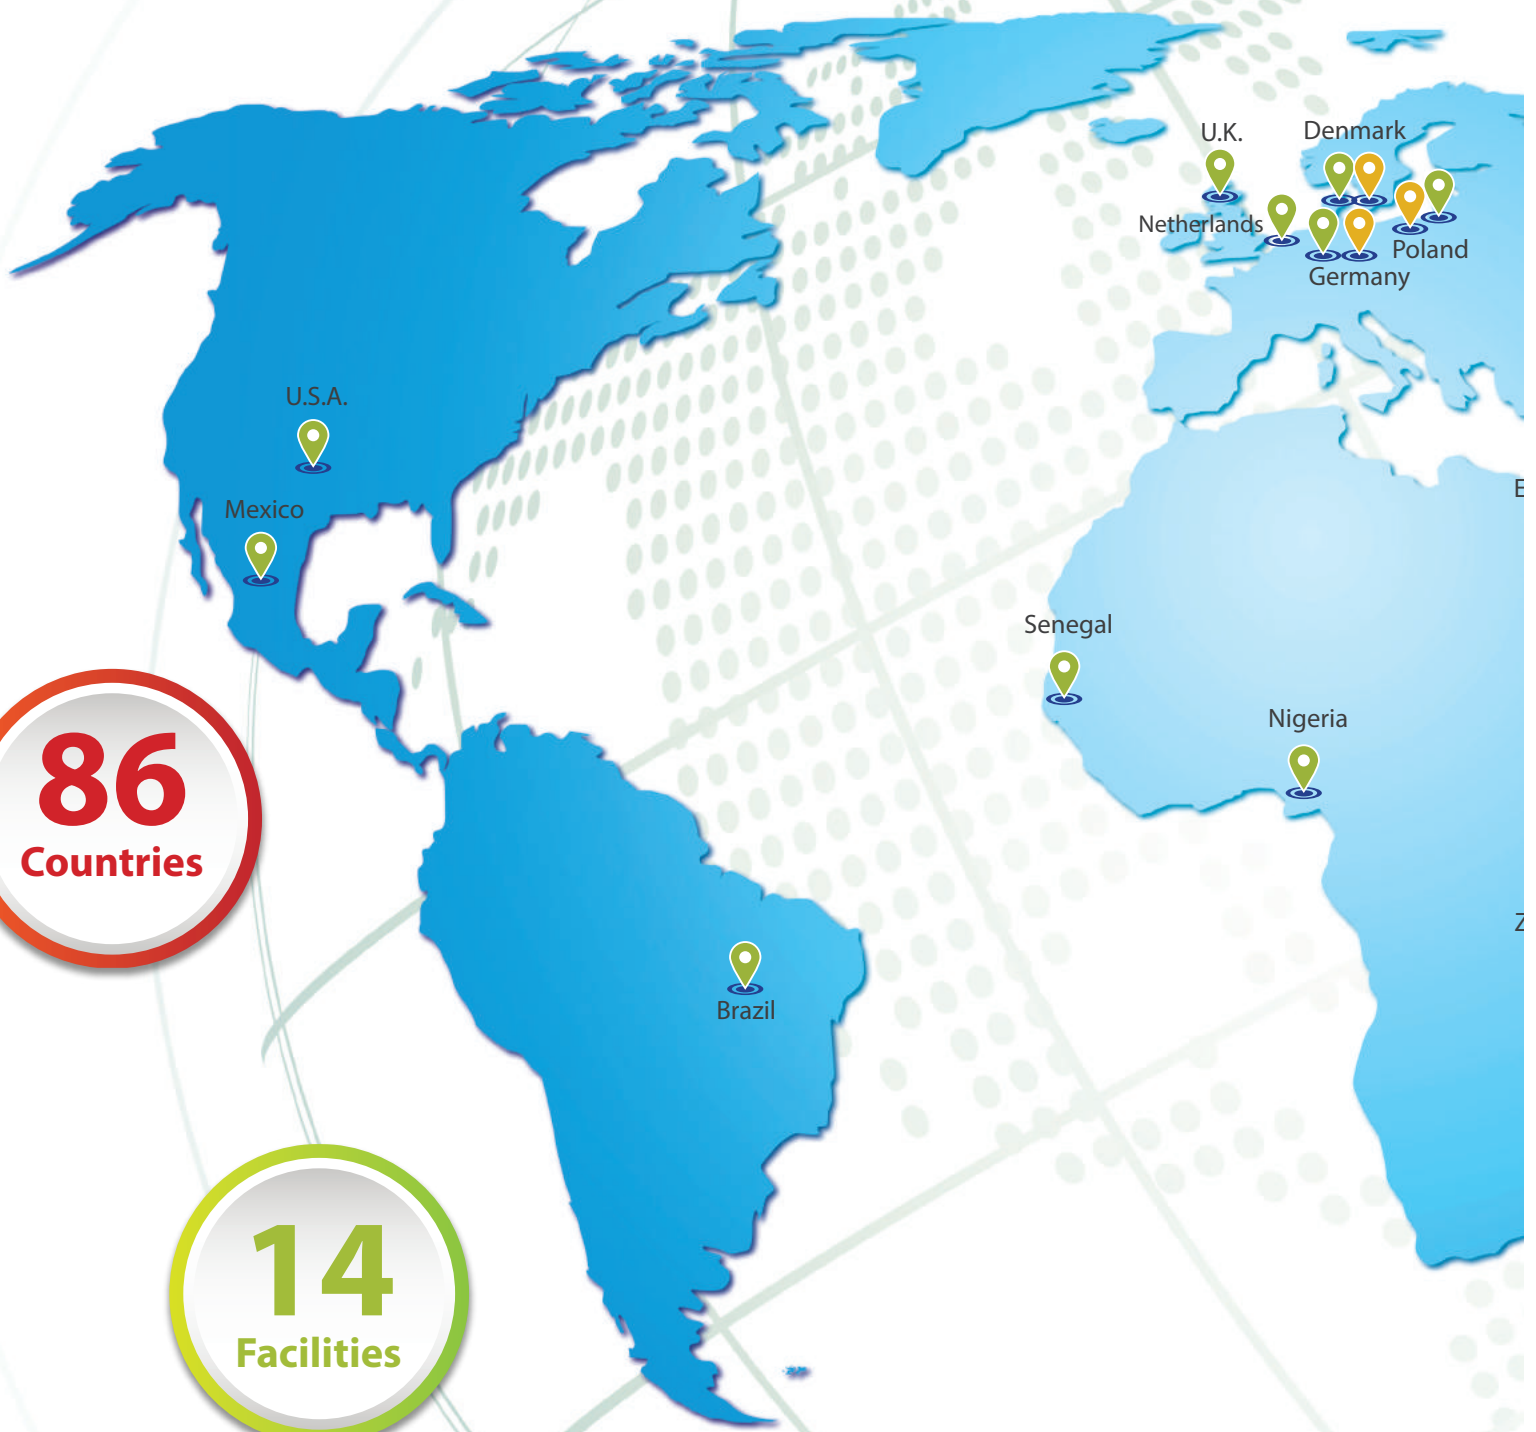 U.K.
Denmark
Netherlands
Poland
Germany
U.S.A.
Mexico
Senegal
Nigeria
86
Countries
Brazil
14
Facilities